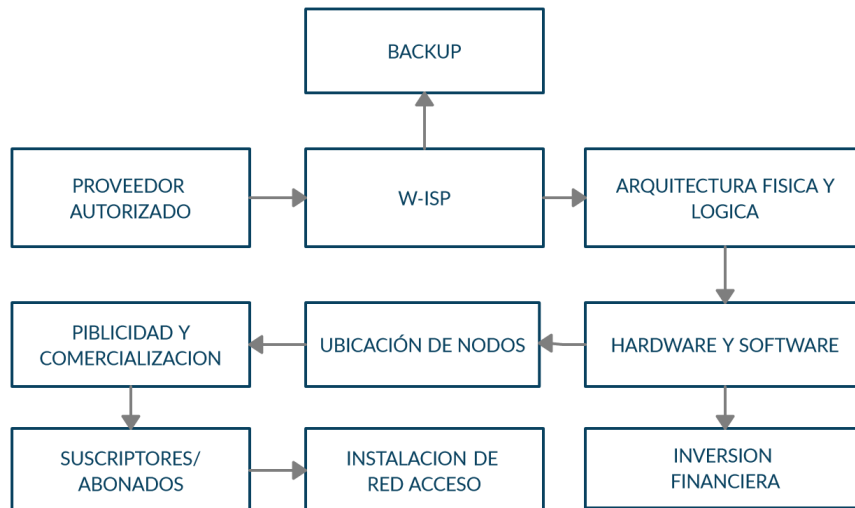 BACKUP
PROVEEDOR
AUTORIZADO
W-ISP
ARQUITECTURA FISICA Y
LOGICA
PIBLICIDAD Y
COMERCIALIZACION
UBICACIÓN DE NODOS
HARDWARE Y SOFTWARE
SUSCRIPTORES/
ABONADOS
INSTALACION DE
RED ACCESO
INVERSION
FINANCIERA